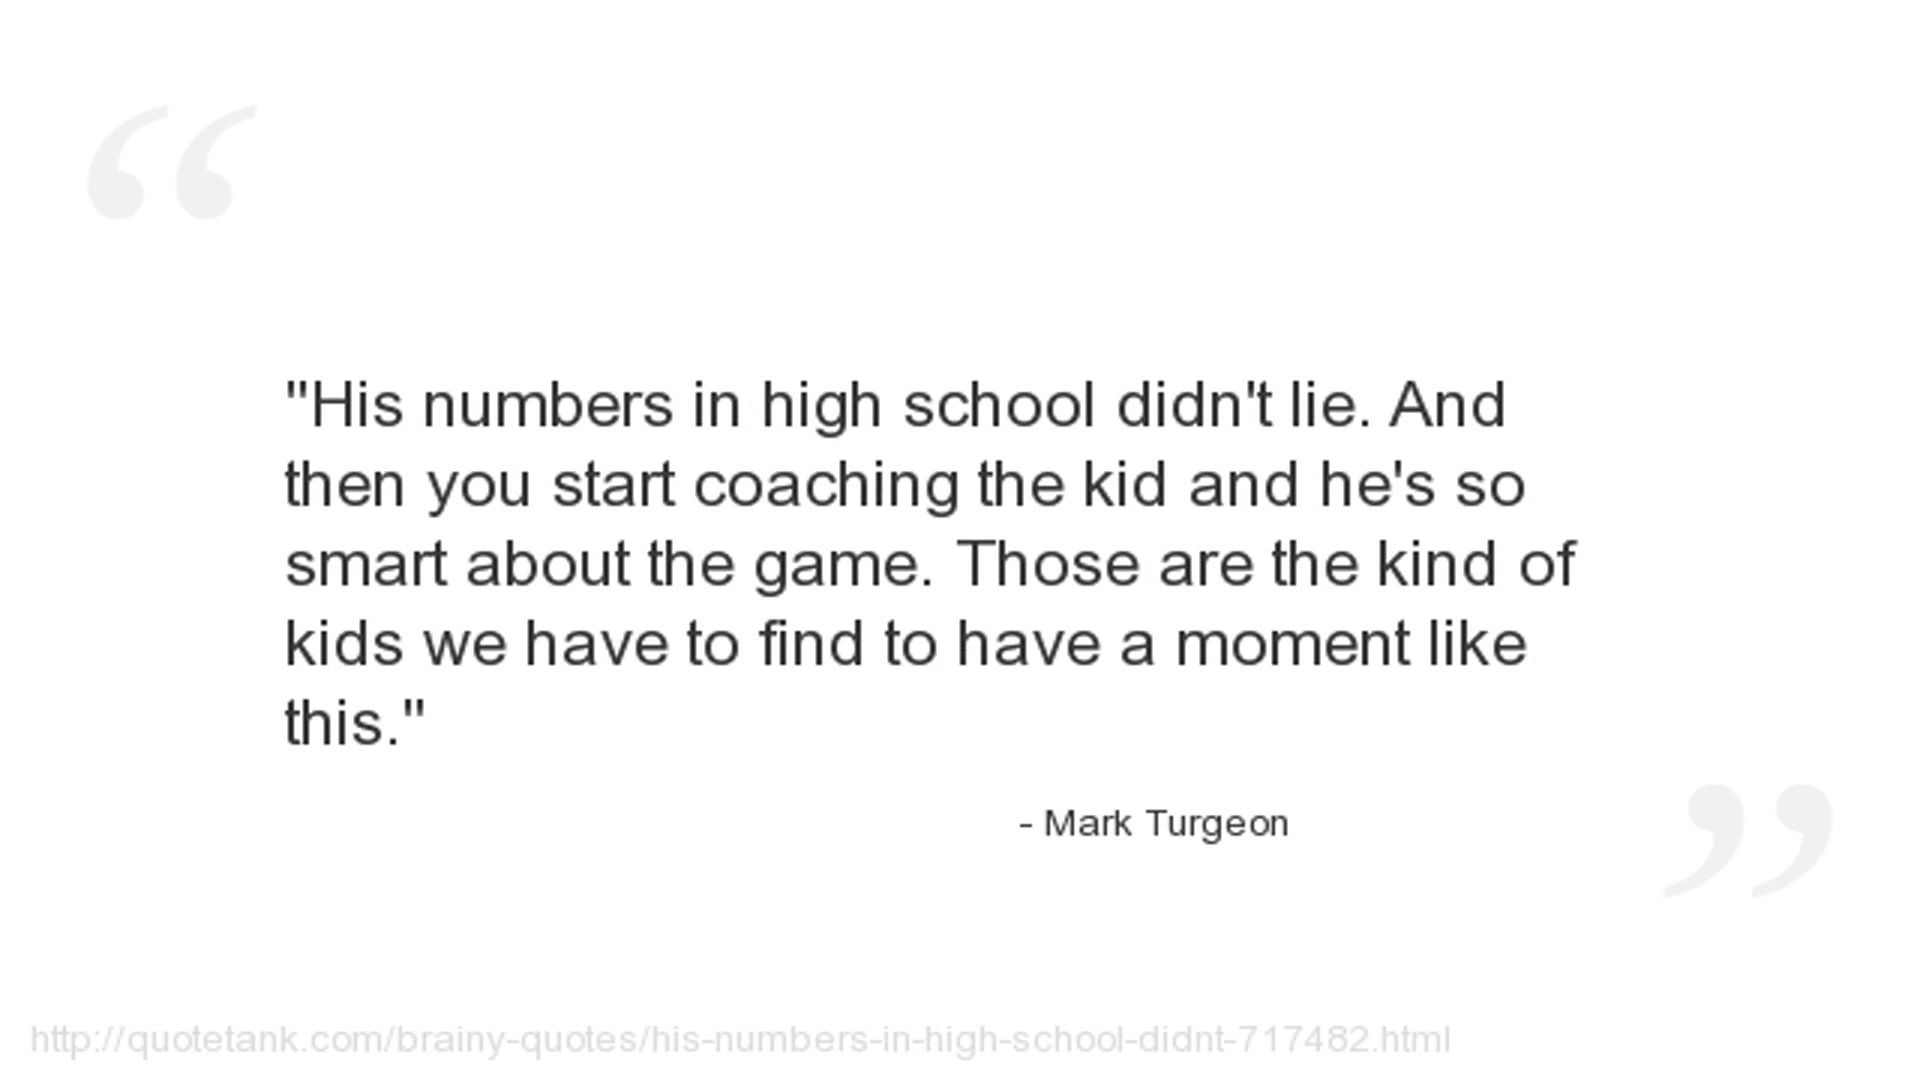 "His numbers in high school didn't lie. And
then you start coaching the kid and he's so
smart about the game. Those are the kind of
kids we have to find to have a moment like
this."
- Mark Turgeon
http://quotetank.com/brainy-quotes/his-numbers-in-high-school-didnt-717482.html